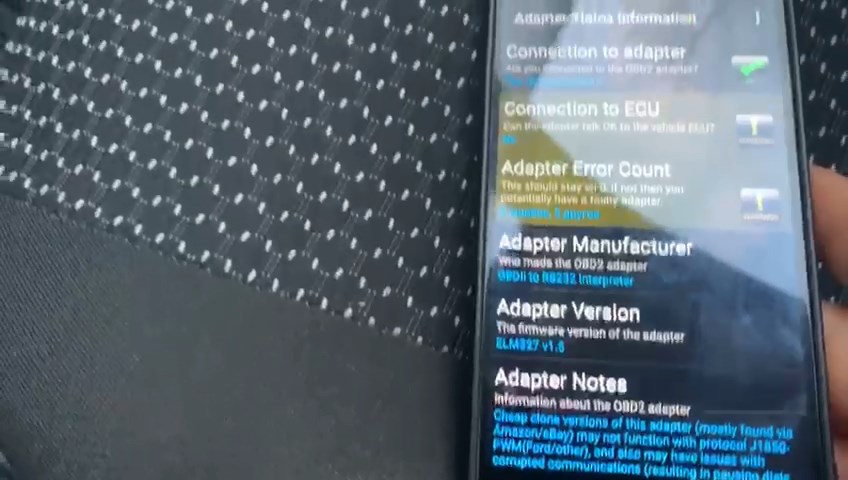 Adapter Status Information
Connection to adapter
Are you connected to the OBD2 adapter?
Connection to ECU
Can the adapter talk OK to the vehicle ECU?
Adapter Error Count
This should stay at 0, if not then you
potentially have a faulty adapter
Adapter Manufacturer
Who made the OBD2 adapter
OBDII to RS232 Interpreter
Adapter Version
The firmware version of the adapter
ELM327 v1.5
Adapter Notes
Information about the OBD2 adapter
Cheap clone versions of this adapter (mostly found via
Amazon/eBay) may not function with protocol J1850-
PWM(Ford/other), and also may have issues with
corrupted communications (resulting in pausing dials